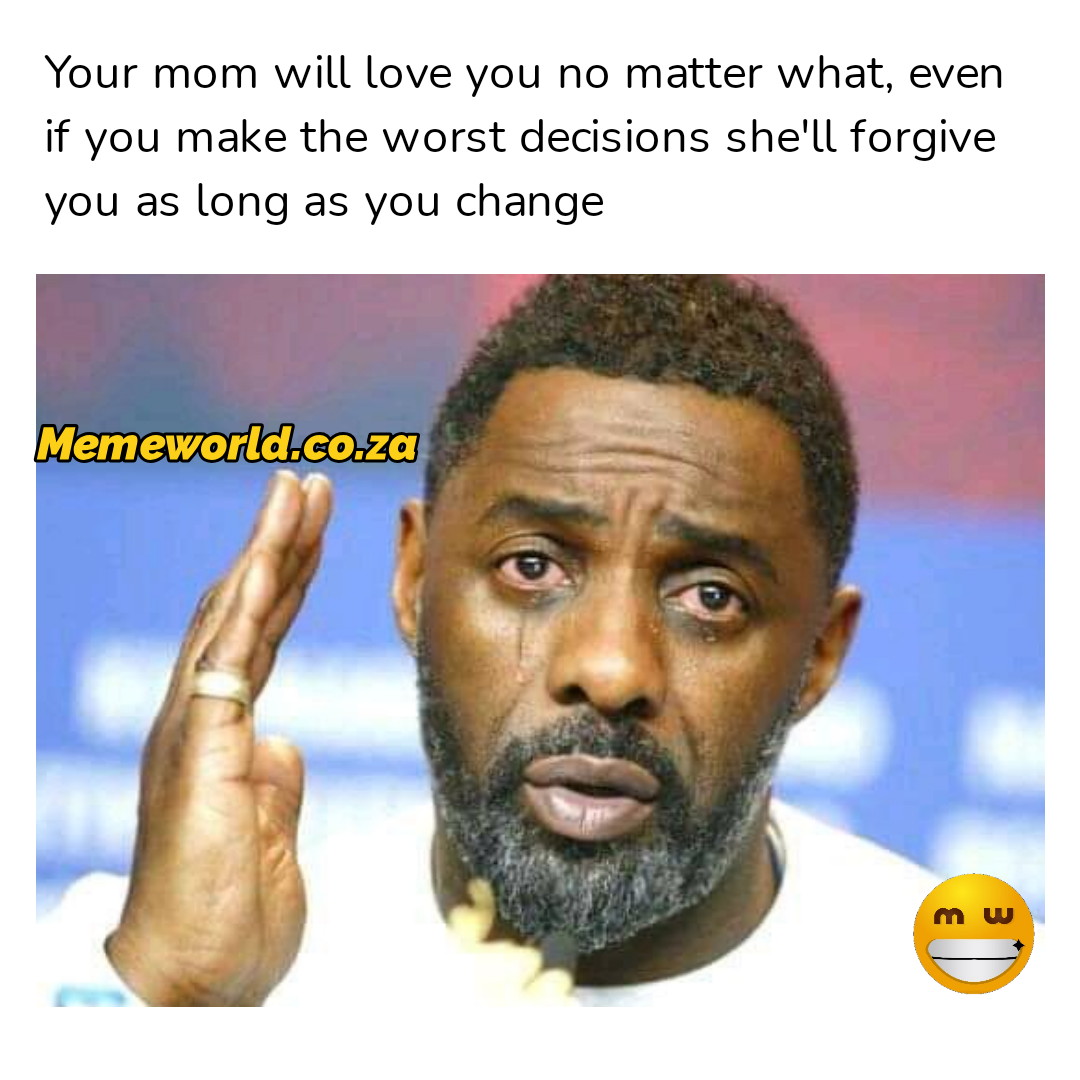 Your mom will love you no matter what, even
if you make the worst decisions she'll forgive
you as long as you change
Memeworld.co.za
m w